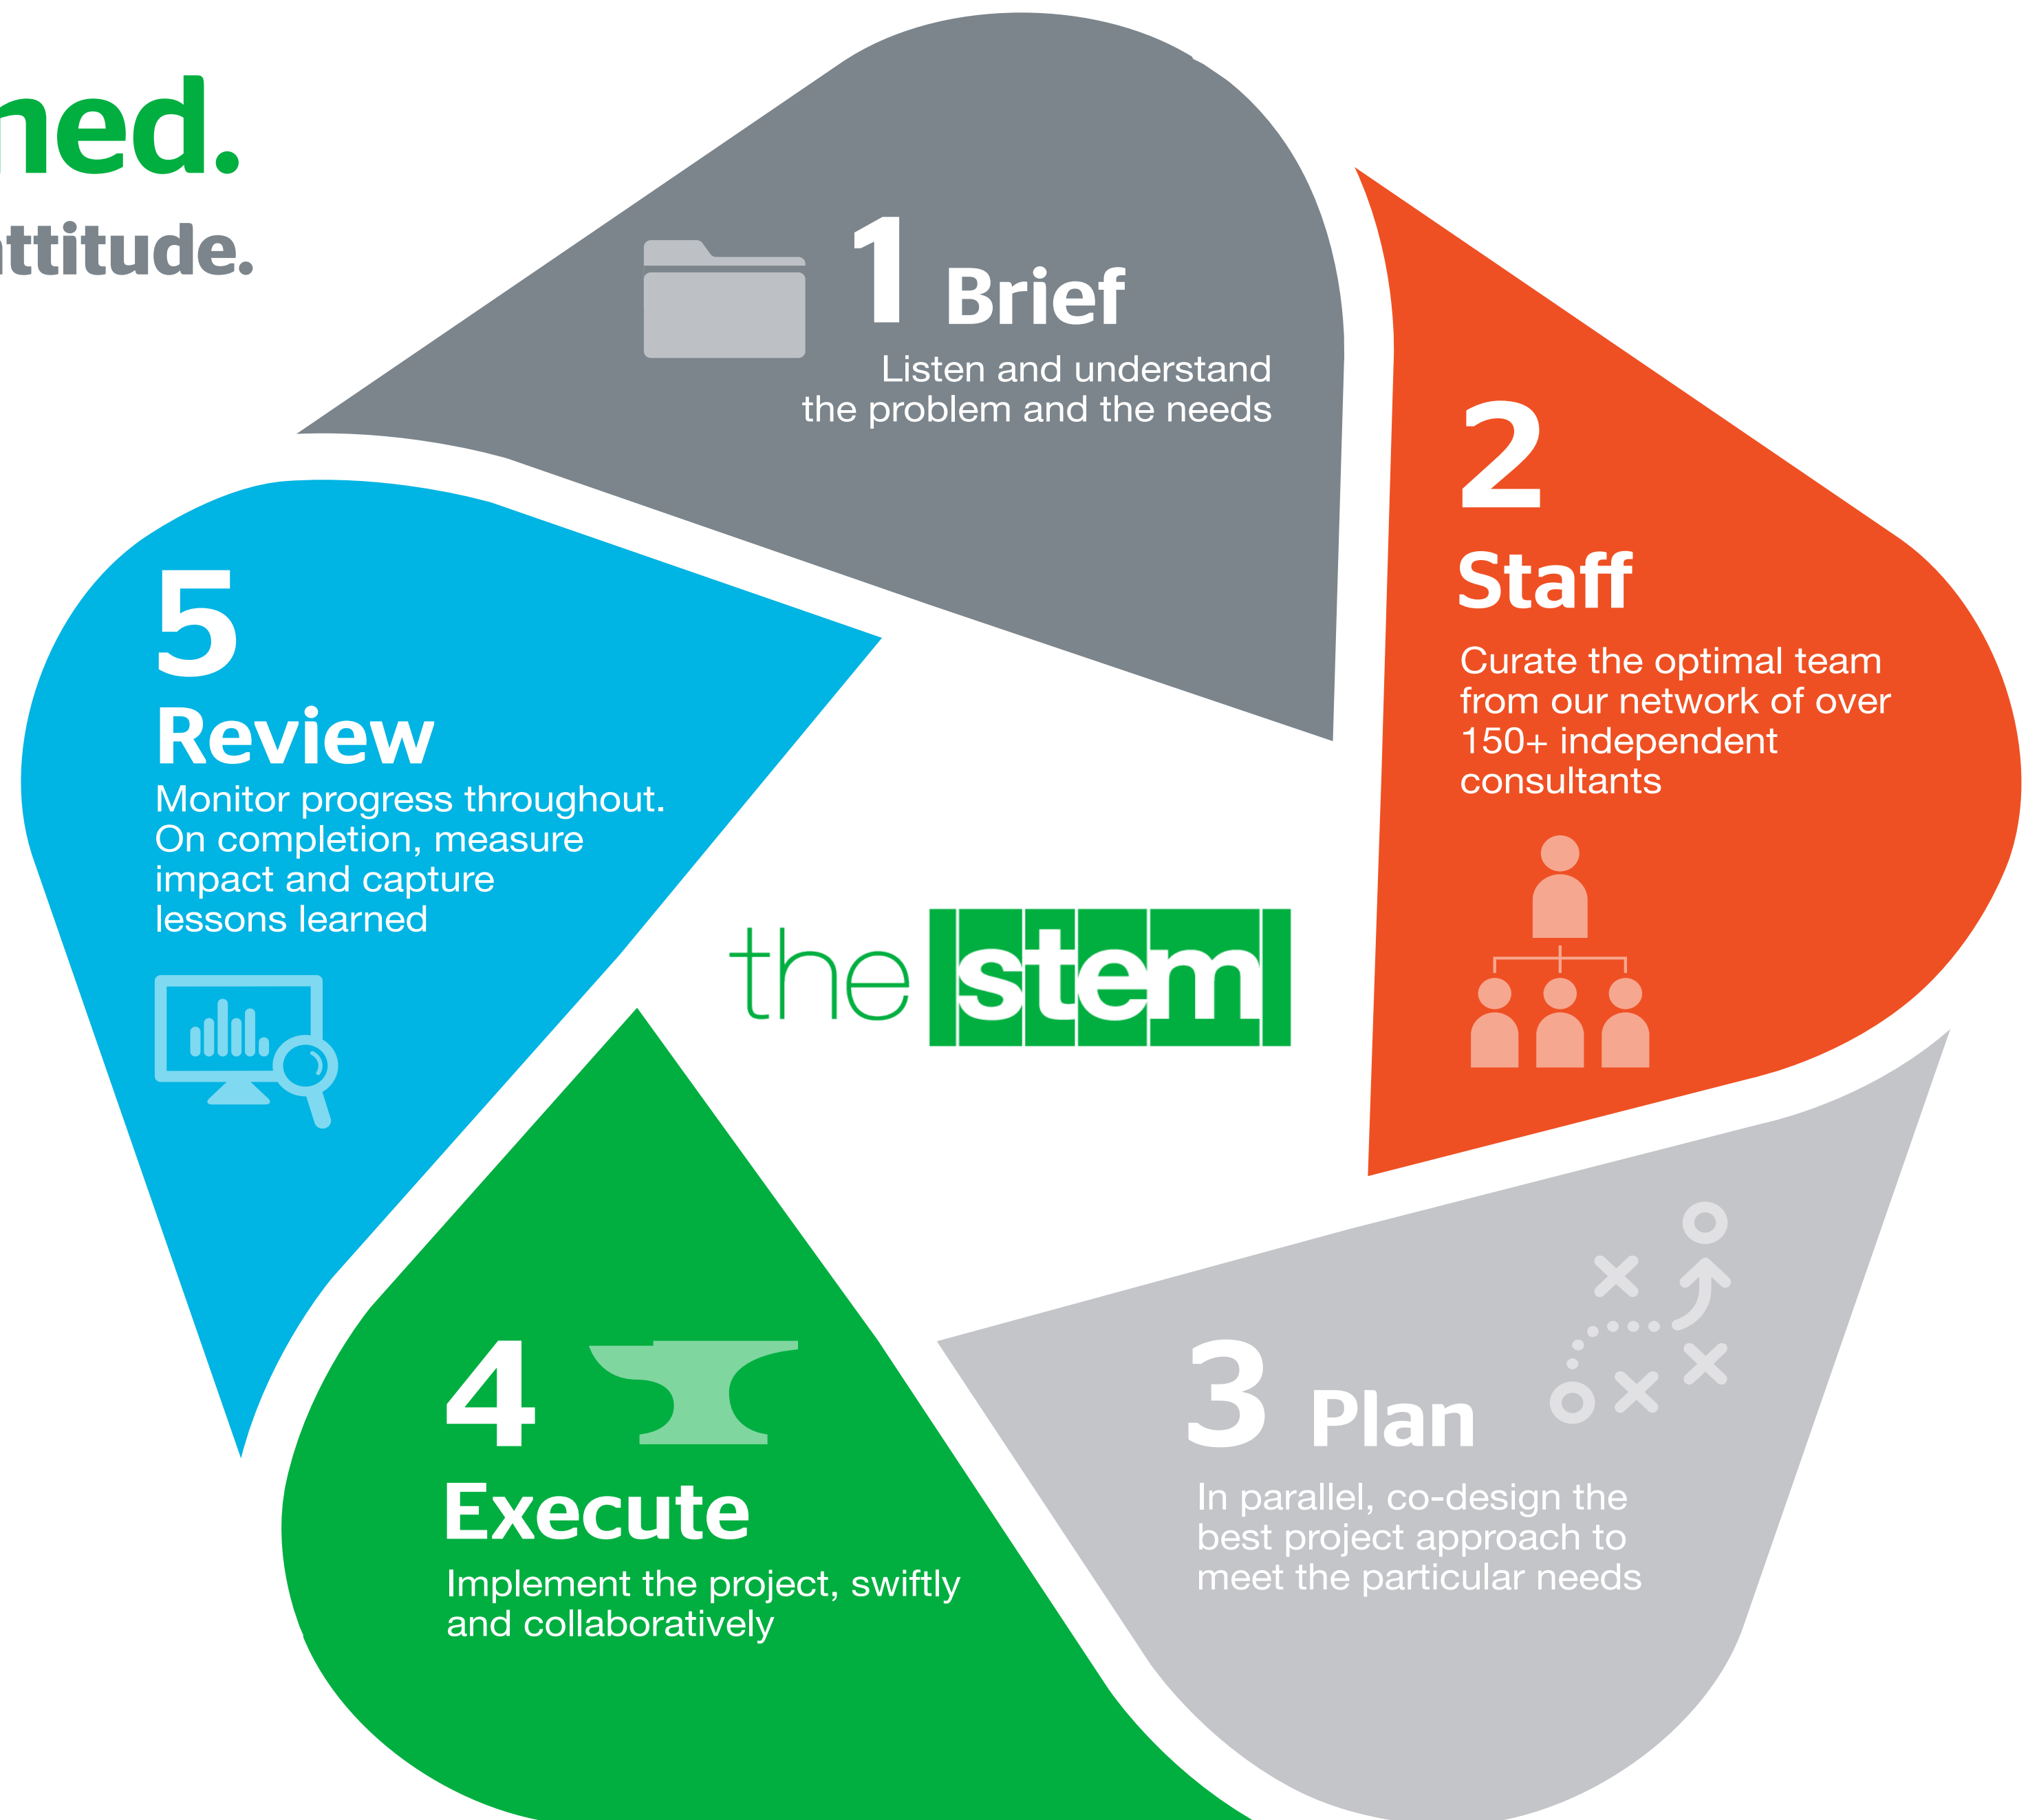 ned.
ttitude.
1 Brief
Listen and understand
the problem and the needs
2
Staff
Curate the optimal team
from our network of over
150+ independent
consultants
3 Plan
In parallel, co-design the
best project approach to
meet the particular needs
4
Execute
Implement the project, swiftly
and collaboratively
5
Review
Monitor progress throughout.
On completion, measure
impact and capture
lessons learned
the stem